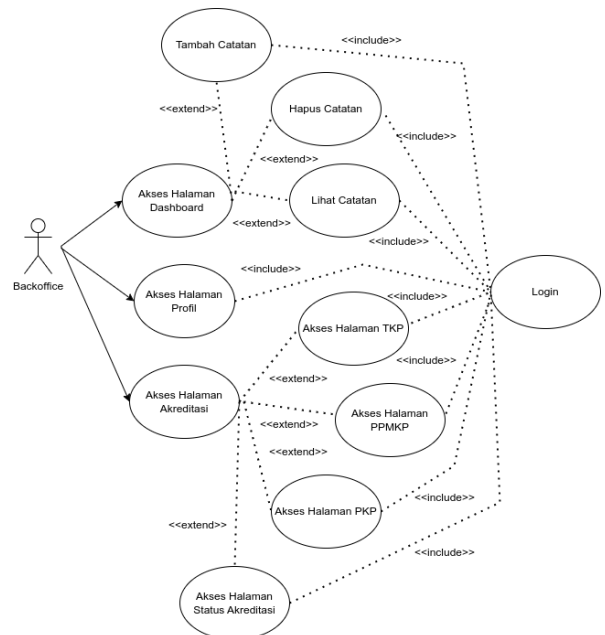 Tambah Catatan
<<include>>
<<extend>>
Hapus Catatan
<<include>>
<<extend>>
Akses Halaman
Dashboard
Lihat Catatan
<<extend>>
<<include>>
Backoffice
<<include>>
Akses Halaman
Profil
Login
<<include>>
Akses Halaman TKP
<<include>>
<<extend>>
Akses Halaman
Akreditasi
Akses Halaman
PPMKP
<<extend>>
<<extend>>
<<include>>
Akses Halaman PKP
<<extend>>
<<include>>
Akses Halaman
Status Akreditasi